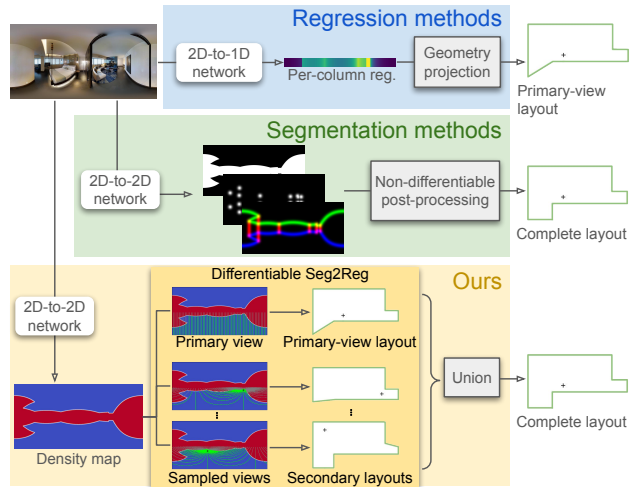 Regression methods
2D-to-1D
network
Per-column reg.
Geometry
projection
Primary-view
layout
Segmentation methods
2D-to-2D
network
Non-differentiable
post-processing
Complete layout
Ours
2D-to-2D
network
Density map
Differentiable Seg2Reg
Primary view
Primary-view layout
Sampled views
Secondary layouts
Union
Complete layout